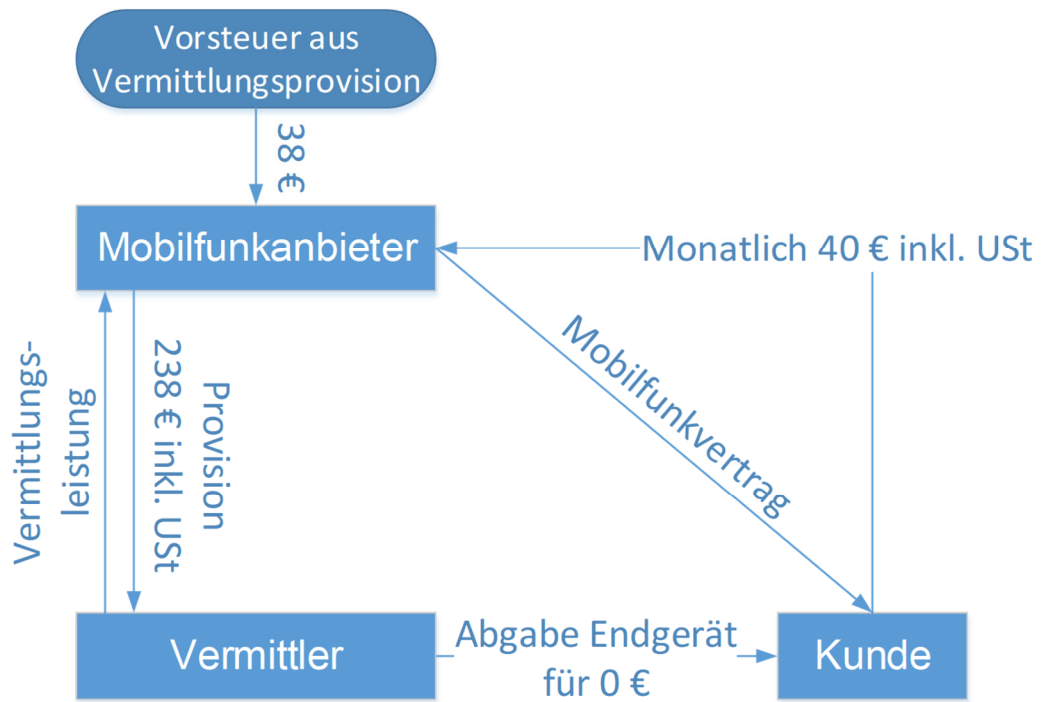 Vorsteuer aus
Vermittlungsprovision
38 €
Mobilfunkanbieter
Monatlich 40 € inkl. USt
Vermittlungs-
leistung
Provision
238 € inkl. USt
Mobilfunkvertrag
Vermittler
Abgabe Endgerät
für 0 €
Kunde